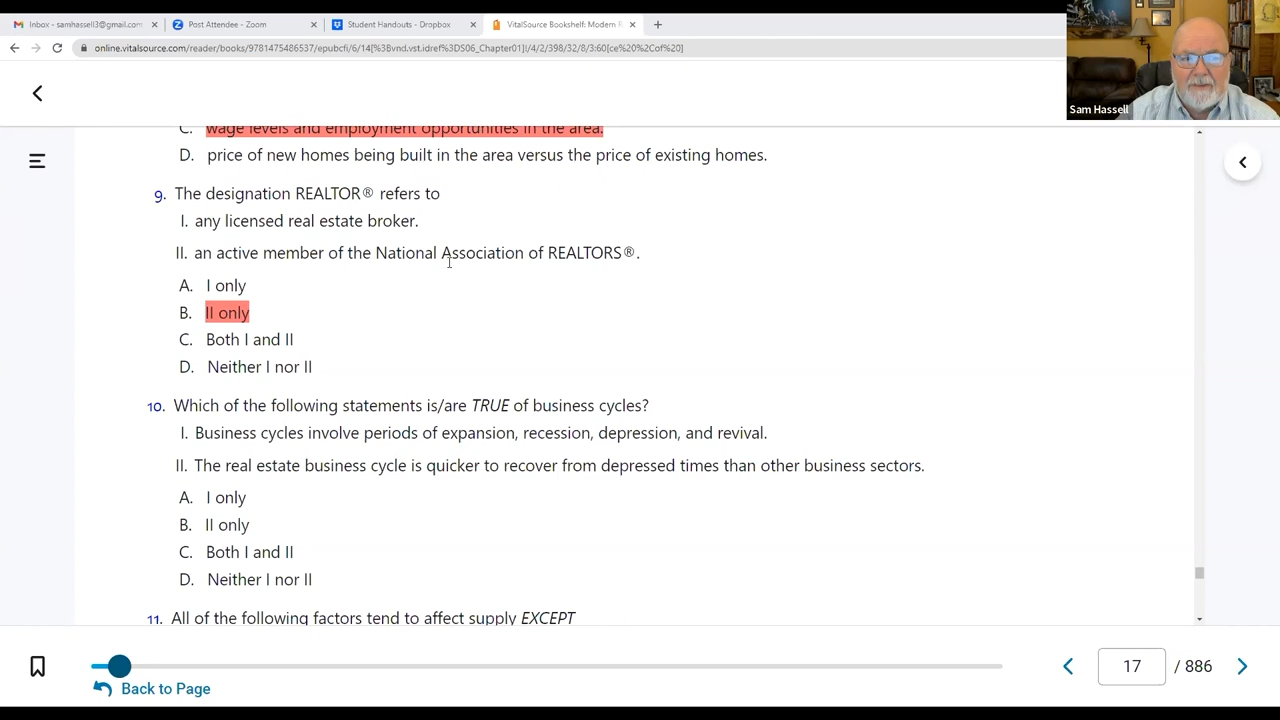 Inbox - samhassell3@gmail.com
Post Attendee - Zoom
Student Handouts - Dropbox
VitalSource Bookshelf: Modern R
online.vitalsource.com/reader/books/9781475486537/epubcfi/6/14[%3Bvnd.vst.idref%3DS06_Chapter01]!/4/2/398/32/8/3:60[ce%20%2Cof%20]
Sam Hassell
C. wage levels and employment opportunities in the area.
D. price of new homes being built in the area versus the price of existing homes.
9. The designation REALTOR® refers to
I. any licensed real estate broker.
II. an active member of the National Association of REALTORS®.
A. I only
B. II only
C. Both I and II
D. Neither I nor II
10. Which of the following statements is/are TRUE of business cycles?
I. Business cycles involve periods of expansion, recession, depression, and revival.
II. The real estate business cycle is quicker to recover from depressed times than other business sectors.
A. I only
B. II only
C. Both I and II
D. Neither I nor II
11. All of the following factors tend to affect supply EXCEPT
17 / 886
Back to Page